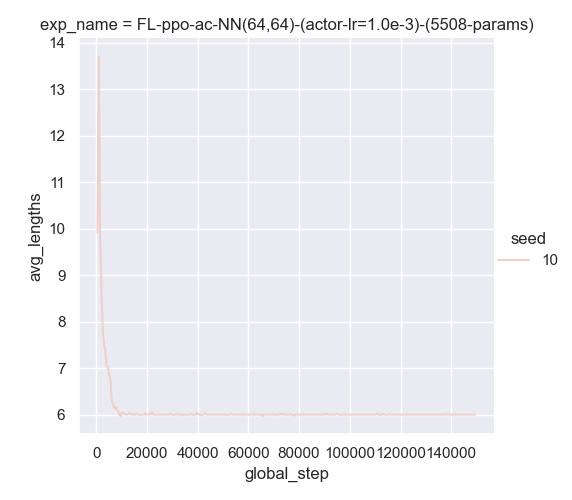 exp_name = FL-ppo-ac-NN(64,64)-(actor-lr=1.0e-3)-(5508-params)
14
13
12
11
10
9
8
7
6
avg_lengths
seed
10
0 20000 40000 60000 80000 100000 120000 140000
global_step